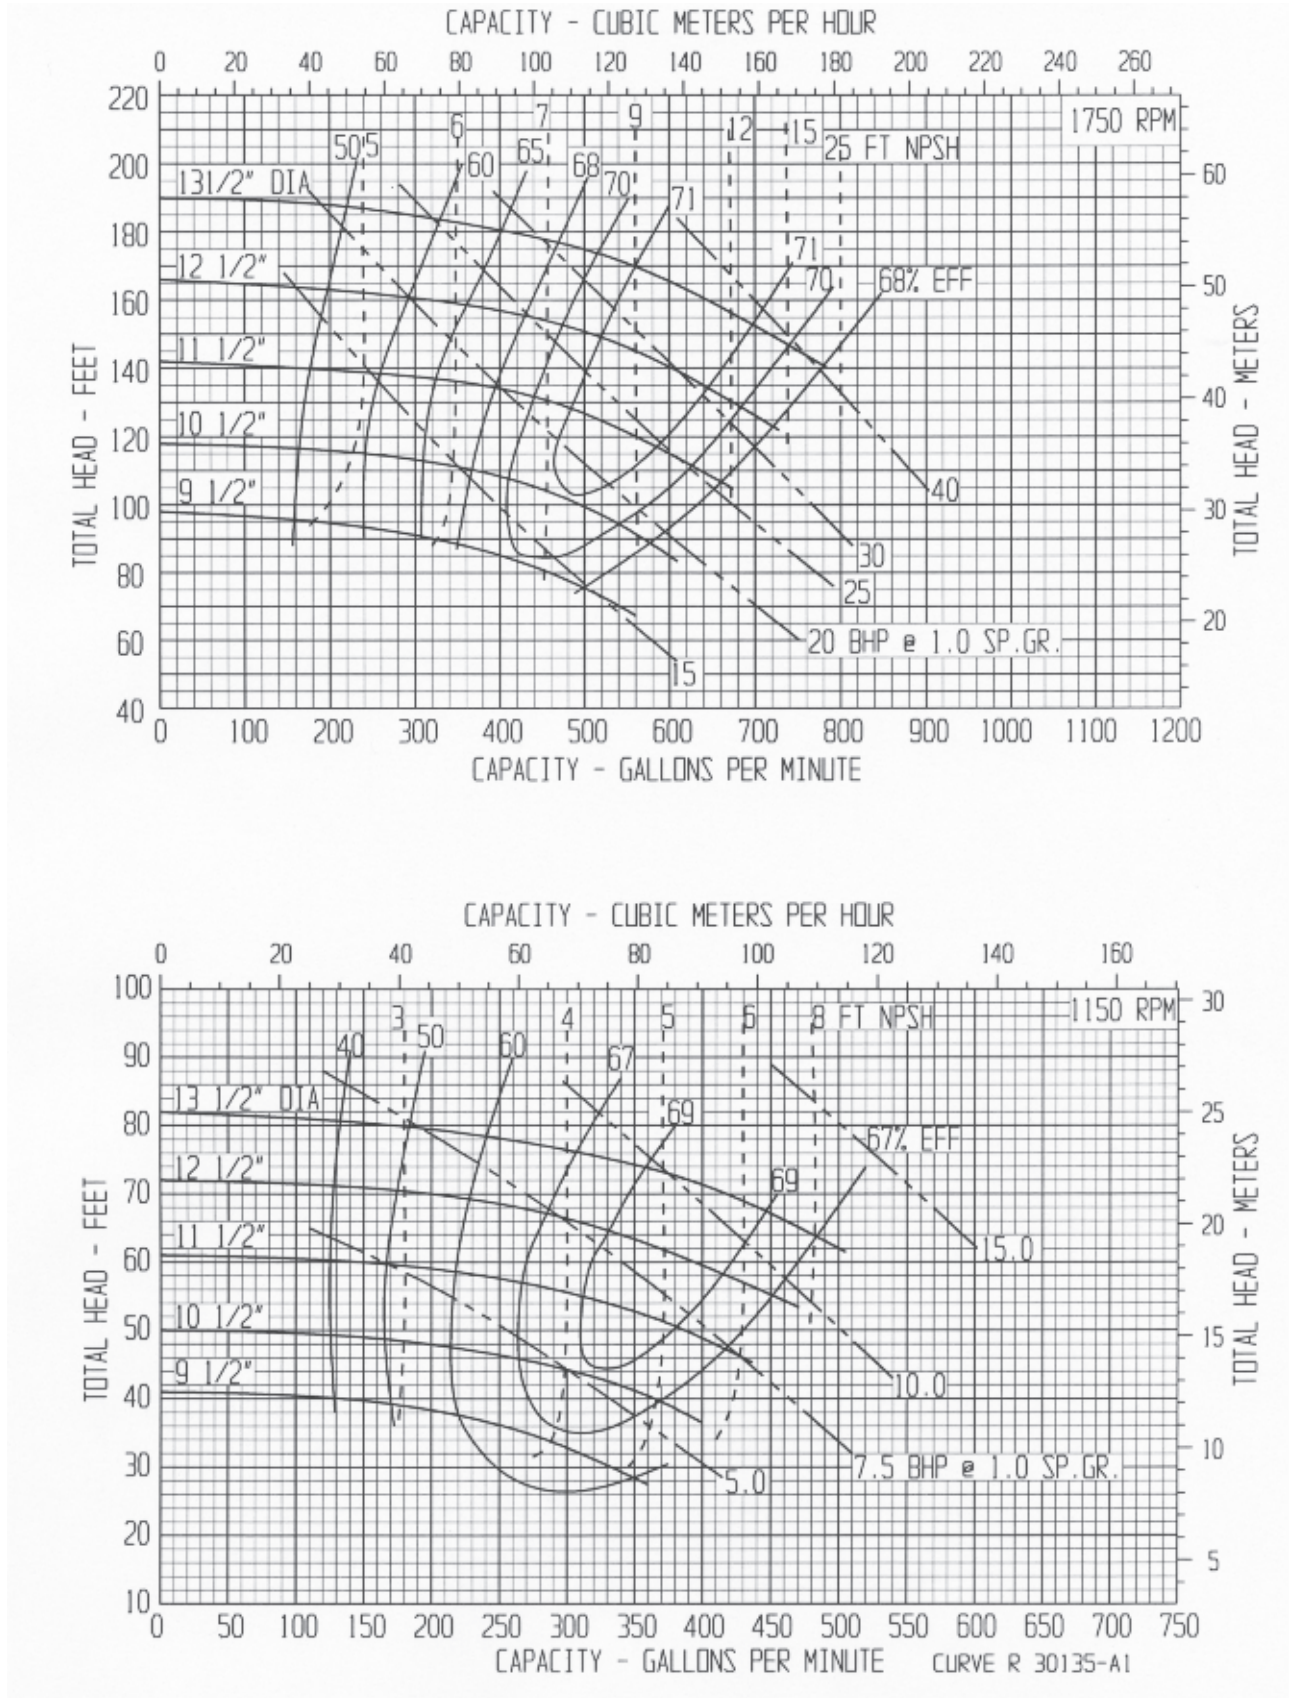 CAPACITY - CUBIC METERS PER HOUR
0 20 40 60 80 100 120 140 160 180 200 220 240 260
220 200 180 160 140 120 100 80 60 40
TOTAL HEAD - FEET
1750 RPM
50 5 6 60 65 7 68 70 9 71 12 15 25 FT NPSH
131/2" DIA
12 1/2"
11 1/2"
10 1/2"
9 1/2"
71
70
68% EFF
40
30
25
20 BHP @ 1.0 SP.GR.
15
60 50 40 30 20
TOTAL HEAD - METERS
0 100 200 300 400 500 600 700 800 900 1000 1100 1200
CAPACITY - GALLONS PER MINUTE
CAPACITY - CUBIC METERS PER HOUR
0 20 40 60 80 100 120 140 160
100 90 80 70 60 50 40 30 20 10
TOTAL HEAD - FEET
1150 RPM
3 4 5 6 8 FT NPSH
40 50 60 67 69
13 1/2" DIA
12 1/2"
11 1/2"
10 1/2"
9 1/2"
67% EFF
69
15.0
10.0
7.5 BHP @ 1.0 SP.GR.
5.0
30 25 20 15 10 5
TOTAL HEAD - METERS
0 50 100 150 200 250 300 350 400 450 500 550 600 650 700 750
CAPACITY - GALLONS PER MINUTE
CURVE R 30135-A1